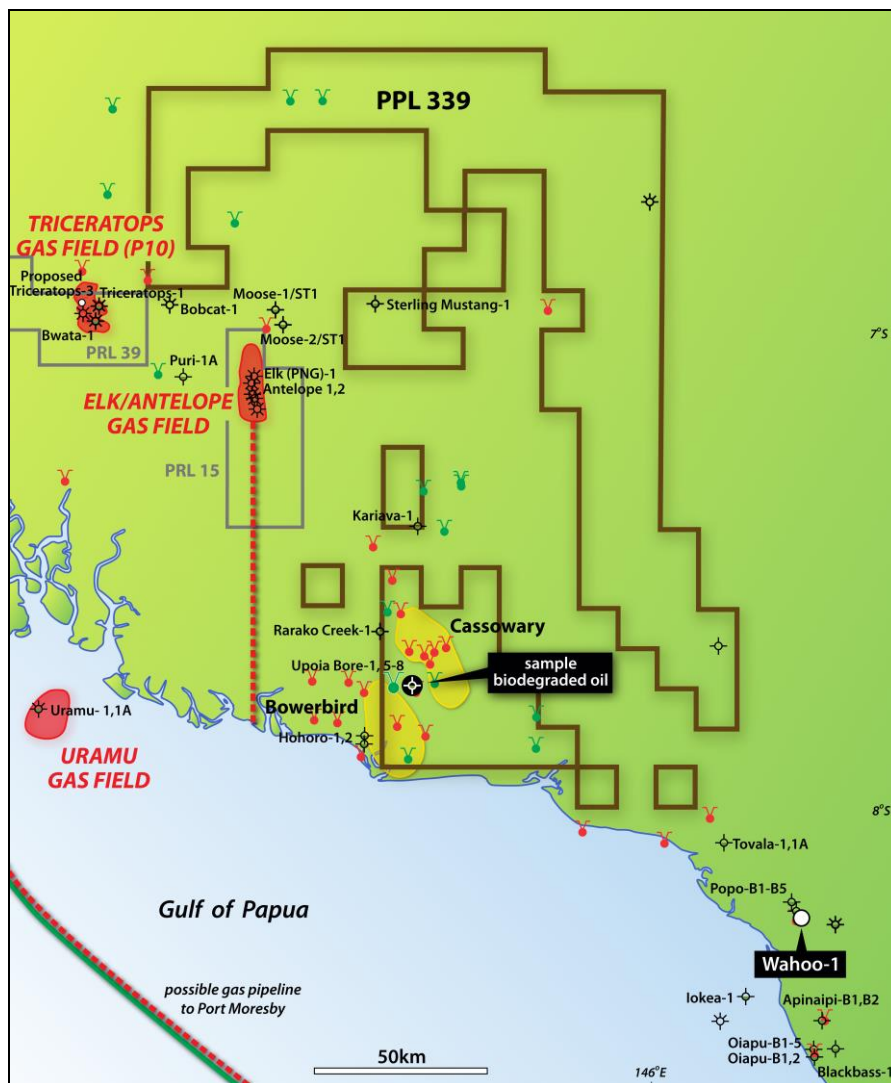 PPL 339
TRICERATOPS
GAS FIELD (P10)
Proposed
Triceratops-3
Triceratops-1
Bobcat-1
Moose-1/ST1
Sterling Mustang-1
Bwata-1
Moose-2/ST1
7°S
PRL 39
Puri-1A
Elk (PNG)-1
Antelope 1,2
ELK/ANTELOPE
GAS FIELD
PRL 15
Kariava-1
Rarako Creek-1
Cassowary
Upoia Bore-1, 5-8
sample
biodegraded oil
Bowerbird
Uramu- 1,1A
Hohoro-1,2
URAMU
GAS FIELD
8°S
Tovala-1,1A
Popo-B1-B5
Gulf of Papua
Wahoo-1
possible gas pipeline
to Port Moresby
Iokea-1
Apinaipi-B1,B2
Oiapu-B1-5
Oiapu-B1,2
50km
146°E
Blackbass-1